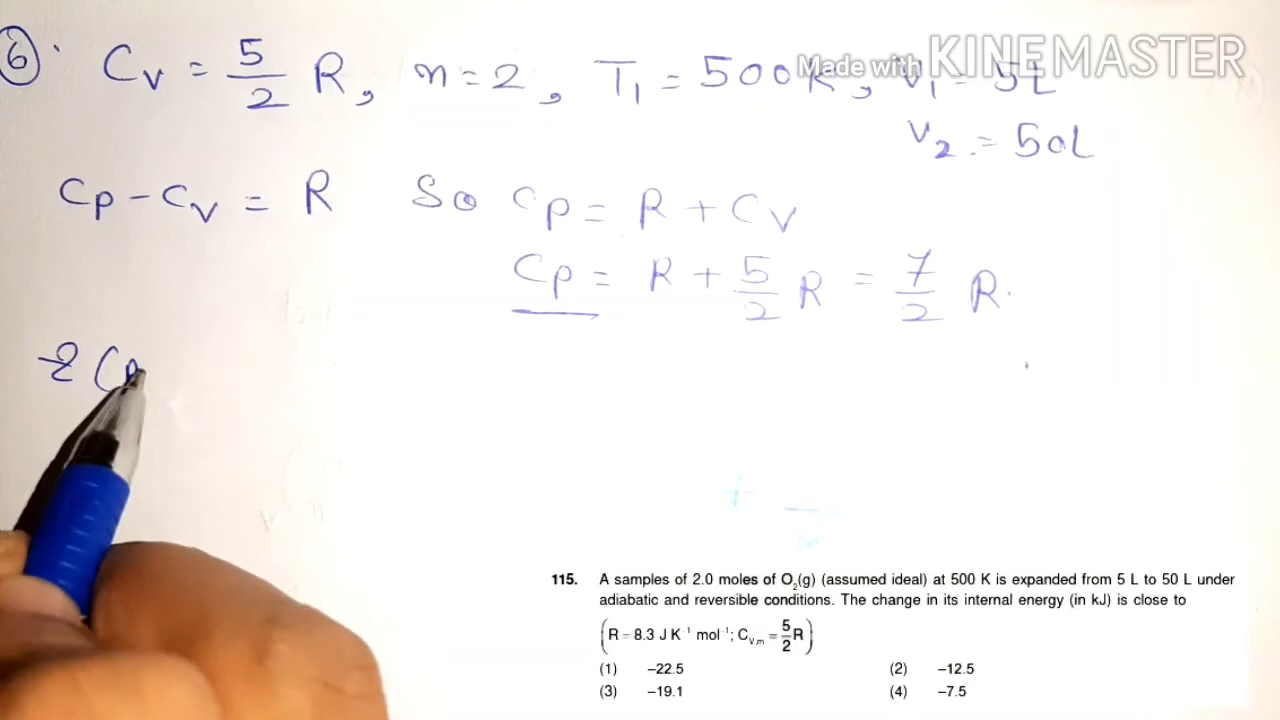 Made with KINEMASTER
⑥. Cv = 5/2 R, n = 2, T₁ = 500K, V₁ = 5L
V₂ = 50L
Cp - Cv = R So Cp = R + Cv
Cp = R + 5/2 R = 7/2 R.
+
115. A samples of 2.0 moles of O₂(g) (assumed ideal) at 500 K is expanded from 5 L to 50 L under
adiabatic and reversible conditions. The change in its internal energy (in kJ) is close to
(R = 8.3 J K⁻¹ mol⁻¹; Cv,m = 5/2 R)
(1) –22.5 (2) –12.5
(3) –19.1 (4) –7.5